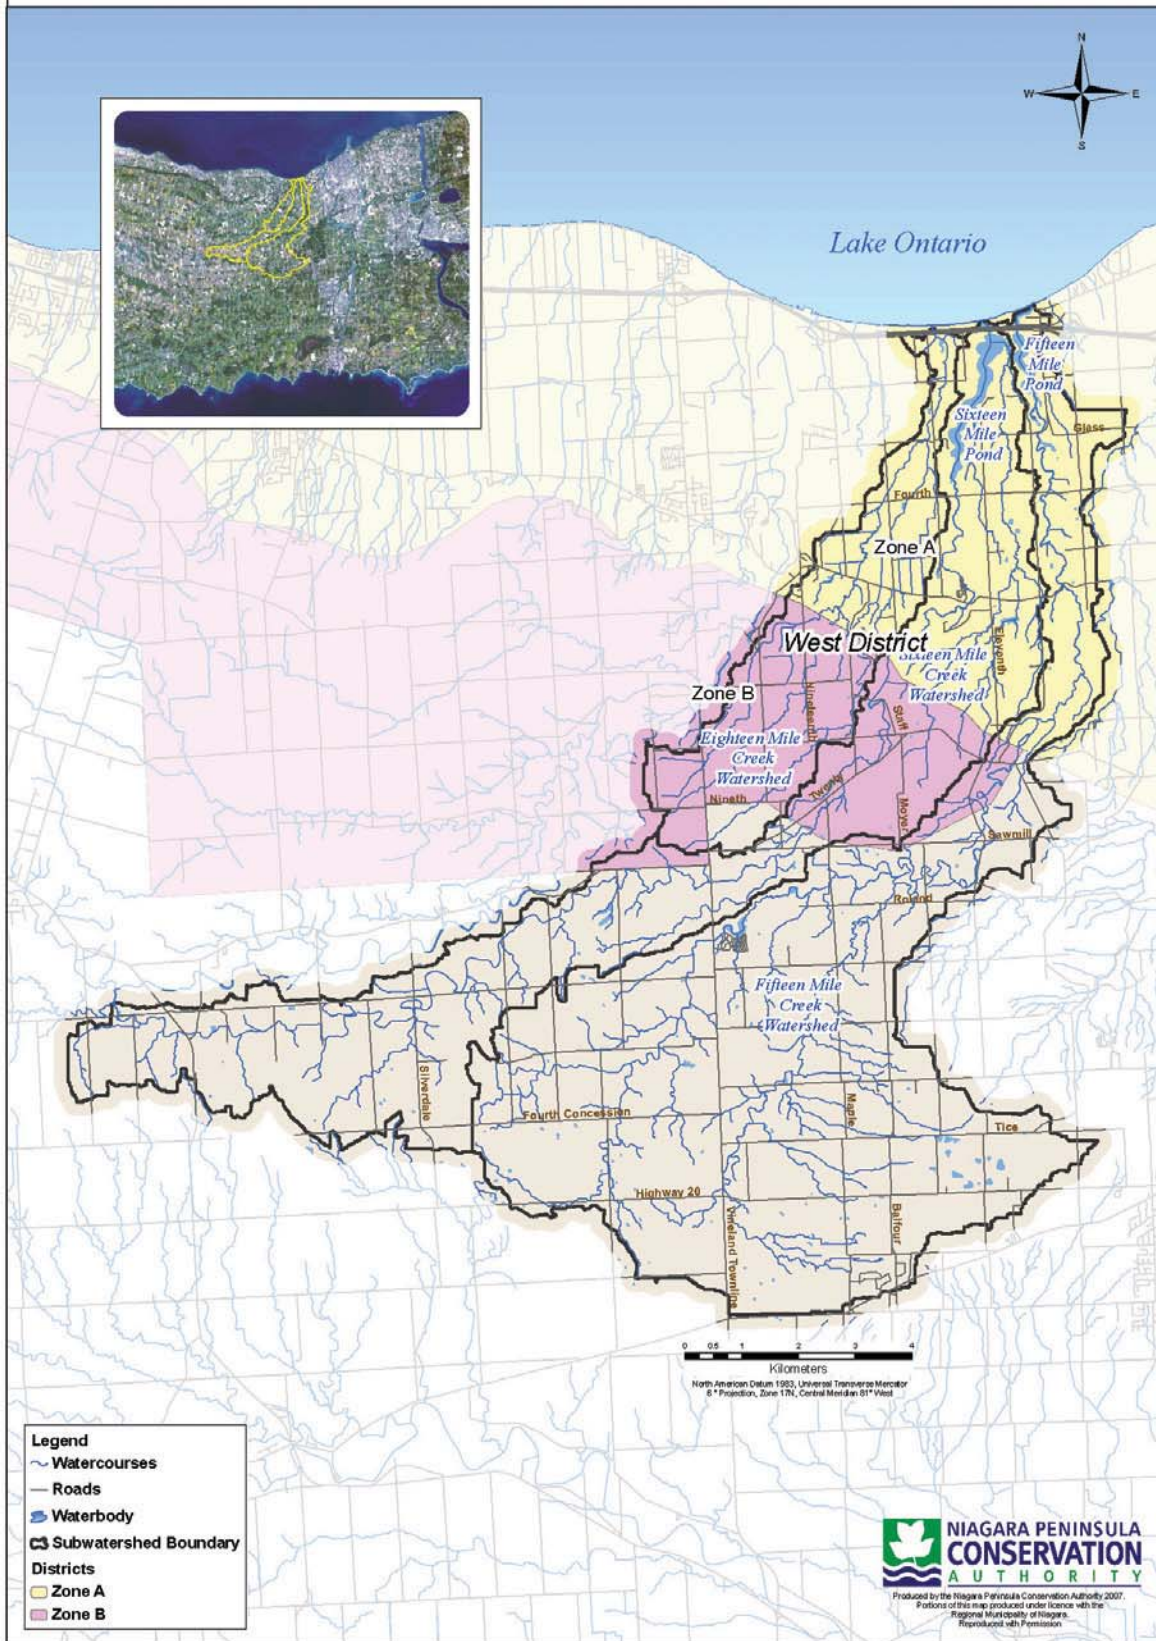 N
W
E
S
Lake Ontario
Fifteen
Mile
Pond
Sixteen
Mile
Pond
Glass
Fourth
Zone A
Eleventh
West District
Sixteen Mile
Creek
Watershed
Zone B
Nineteenth
Staff
Eighteen Mile
Creek
Watershed
Twenty
Nineth
Moyer
Sawmill
Roland
Fifteen Mile
Creek
Watershed
Silverdale
Fourth Concession
Maple
Tice
Highway 20
Vineland Townline
Balfour
0 0.5 1 2 3 4
Kilometers
North American Datum 1983, Universal Transverse Mercator
6 ° Projection, Zone 17N, Central Meridian 81° West
Legend
Watercourses
Roads
Waterbody
Subwatershed Boundary
Districts
Zone A
Zone B
NIAGARA PENINSULA
CONSERVATION
AUTHORITY
Produced by the Niagara Peninsula Conservation Authority 2007.
Portions of this map produced under licence with the
Regional Municipality of Niagara.
Reproduced with Permission